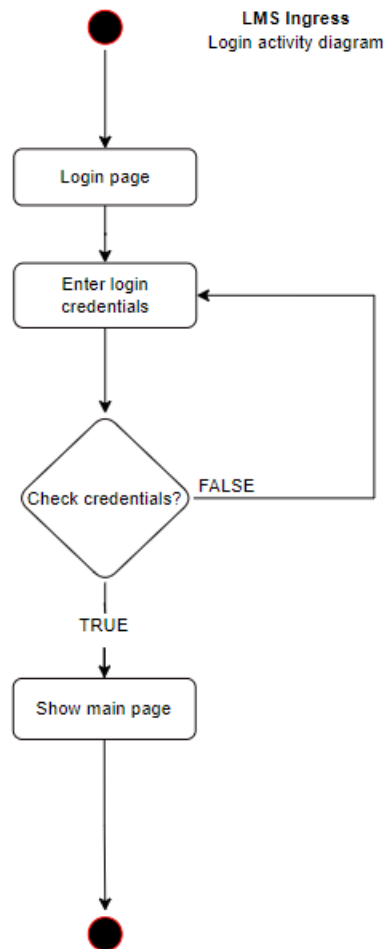 LMS Ingress
Login activity diagram
Login page
Enter login
credentials
Check credentials?
FALSE
TRUE
Show main page